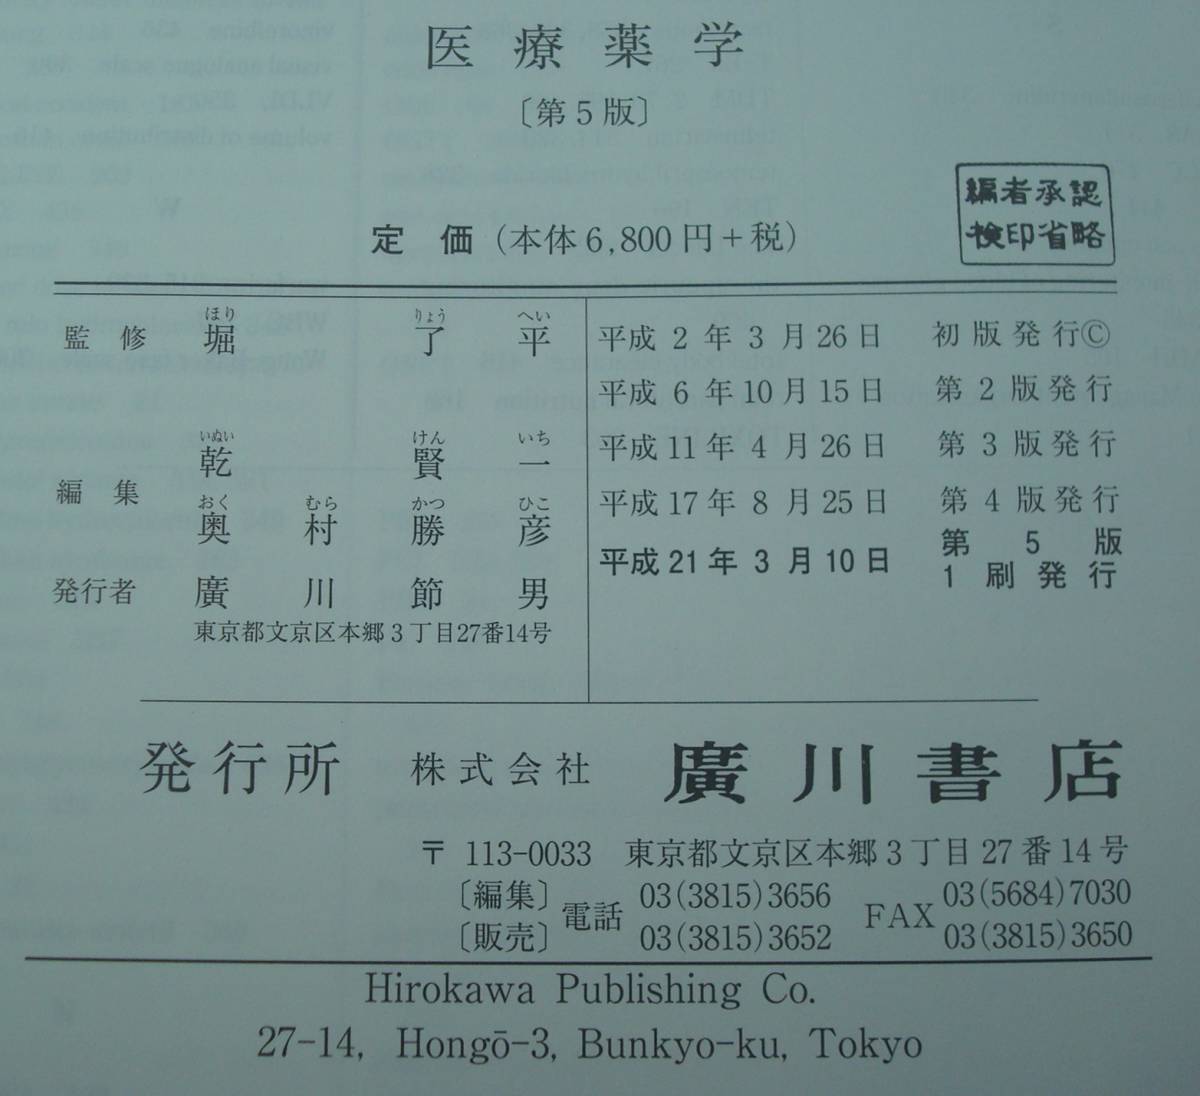 医療薬学
〔第5版〕
編者承認
検印省略
定価（本体6,800円＋税）
監修 堀 了平
ほり りょう へい
編集
いぬい けん いち
乾 賢一
おく むら かつ ひこ
奥村勝彦
発行者 廣川節男
東京都文京区本郷3丁目27番14号
平成2年3月26日 初版発行©
平成6年10月15日 第2版発行
平成11年4月26日 第3版発行
平成17年8月25日 第4版発行
平成21年3月10日 第5版
1刷発行
発行所 株式会社 廣川書店
〒 113-0033 東京都文京区本郷3丁目27番14号
〔編集〕 電話 03(3815)3656 FAX 03(5684)7030
〔販売〕 03(3815)3652 03(3815)3650
Hirokawa Publishing Co.
27-14, Hongō-3, Bunkyo-ku, Tokyo